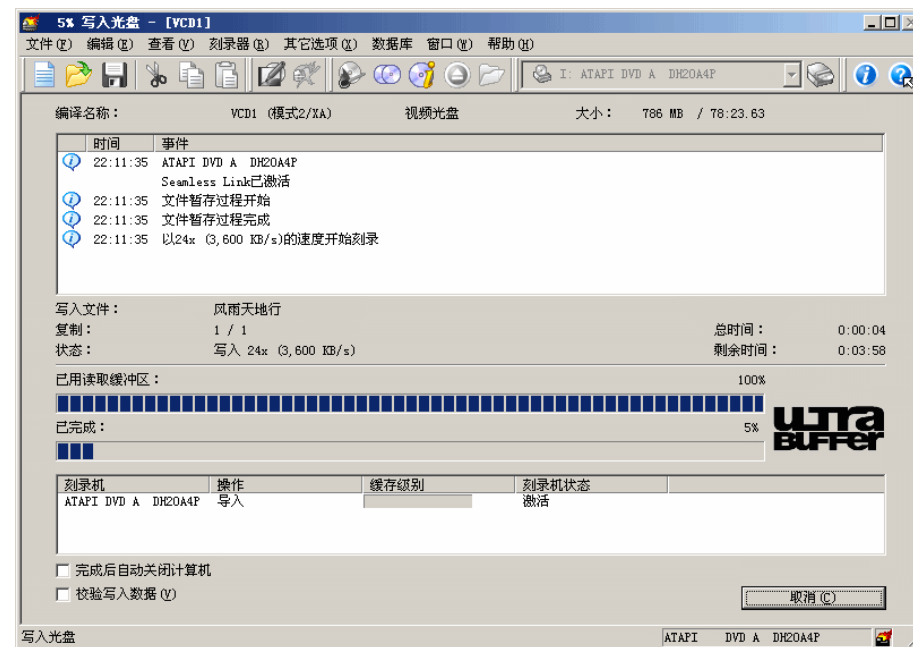 5% 写入光盘 - [VCD1]
文件(F) 编辑(E) 查看(V) 刻录器(R) 其它选项(X) 数据库 窗口(W) 帮助(H)
I: ATAPI DVD A DH20A4P
编译名称： VCD1 (模式2/XA) 视频光盘 大小： 786 MB / 78:23.63
时间 事件
22:11:35 ATAPI DVD A DH20A4P
Seamless Link已激活
22:11:35 文件暂存过程开始
22:11:35 文件暂存过程完成
22:11:35 以24x (3,600 KB/s)的速度开始刻录
写入文件： 风雨天地行
复制： 1 / 1 总时间： 0:00:04
状态： 写入 24x (3,600 KB/s) 剩余时间： 0:03:58
已用读取缓冲区： 100%
已完成： 5%
ULTRA
BUFFER
刻录机 操作 缓存级别 刻录机状态
ATAPI DVD A DH20A4P 导入 激活
完成后自动关闭计算机
校验写入数据(V)
取消(C)
写入光盘 ATAPI DVD A DH20A4P